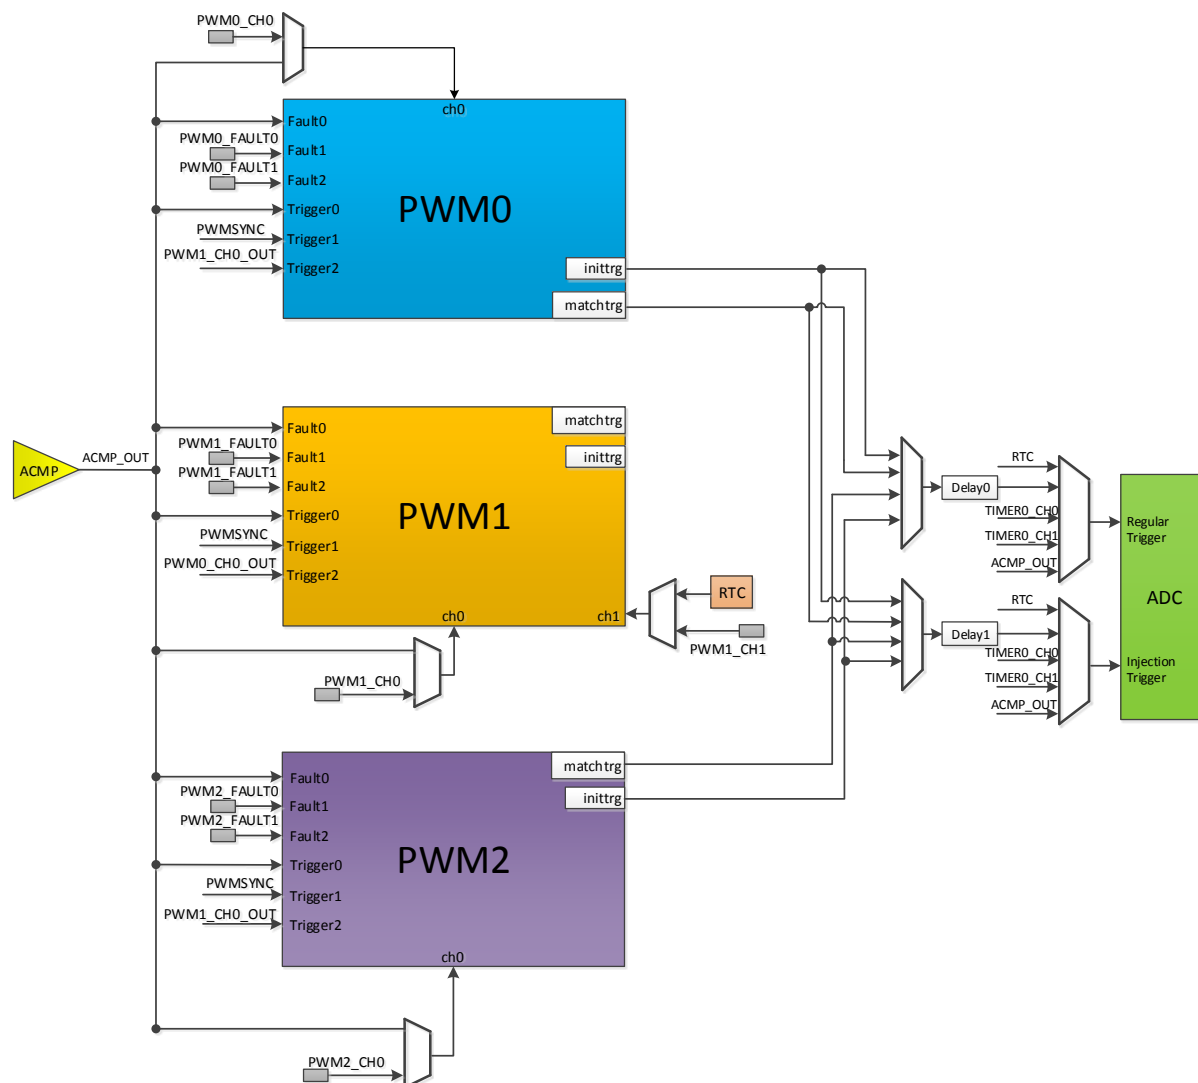 PWM0_CH0
ch0
Fault0
PWM0_FAULT0
Fault1
PWM0_FAULT1
Fault2
Trigger0
PWMSYNC
Trigger1
PWM1_CH0_OUT
Trigger2
PWM0
inittrg
matchtrg
ACMP
ACMP_OUT
Fault0
PWM1_FAULT0
Fault1
PWM1_FAULT1
Fault2
Trigger0
PWMSYNC
Trigger1
PWM0_CH0_OUT
Trigger2
PWM1
matchtrg
inittrg
ch0
ch1
RTC
PWM1_CH1
PWM1_CH0
Fault0
PWM2_FAULT0
Fault1
PWM2_FAULT1
Fault2
Trigger0
PWMSYNC
Trigger1
PWM1_CH0_OUT
Trigger2
PWM2
matchtrg
inittrg
ch0
PWM2_CH0
Delay0
RTC
TIMER0_CH0
TIMER0_CH1
ACMP_OUT
Delay1
RTC
TIMER0_CH0
TIMER0_CH1
ACMP_OUT
Regular
Trigger
ADC
Injection
Trigger